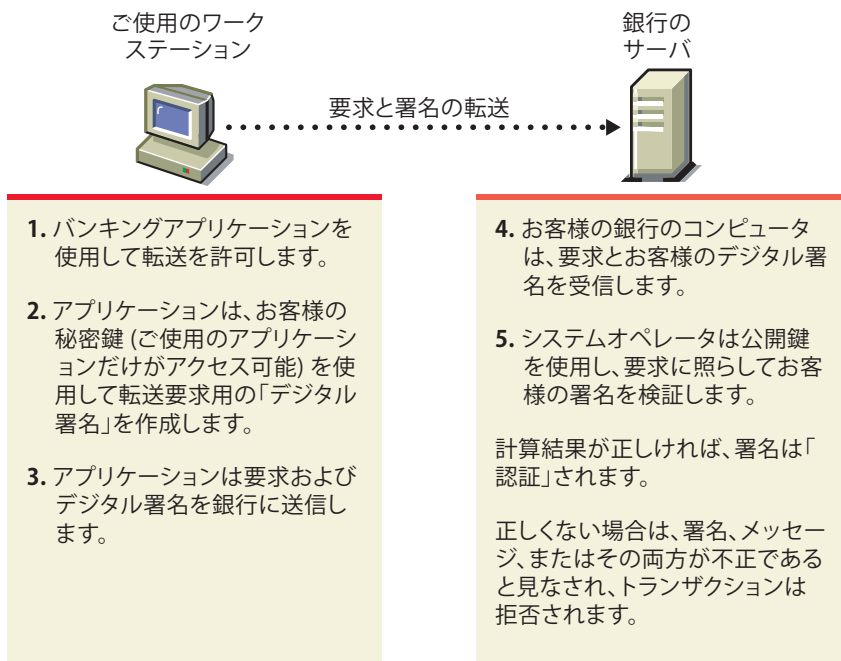 ご使用のワーク
ステーション
銀行の
サーバ
要求と署名の転送
1. バンキングアプリケーションを
使用して転送を許可します。
2. アプリケーションは、お客様の
秘密鍵 (ご使用のアプリケーシ
ョンだけがアクセス可能) を使
用して転送要求用の「デジタル
署名」を作成します。
3. アプリケーションは要求および
デジタル署名を銀行に送信し
ます。
4. お客様の銀行のコンピュータ
は、要求とお客様のデジタル署
名を受信します。
5. システムオペレータは公開鍵
を使用し、要求に照らしてお客
様の署名を検証します。
計算結果が正しければ、署名は「
認証」されます。
正しくない場合は、署名、メッセー
ジ、またはその両方が不正である
と見なされ、トランザクションは
拒否されます。